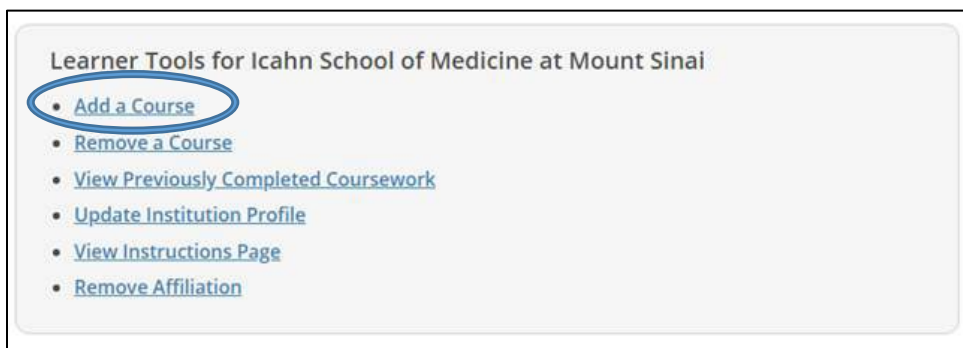 Learner Tools for Icahn School of Medicine at Mount Sinai
Add a Course
Remove a Course
View Previously Completed Coursework
Update Institution Profile
View Instructions Page
Remove Affiliation